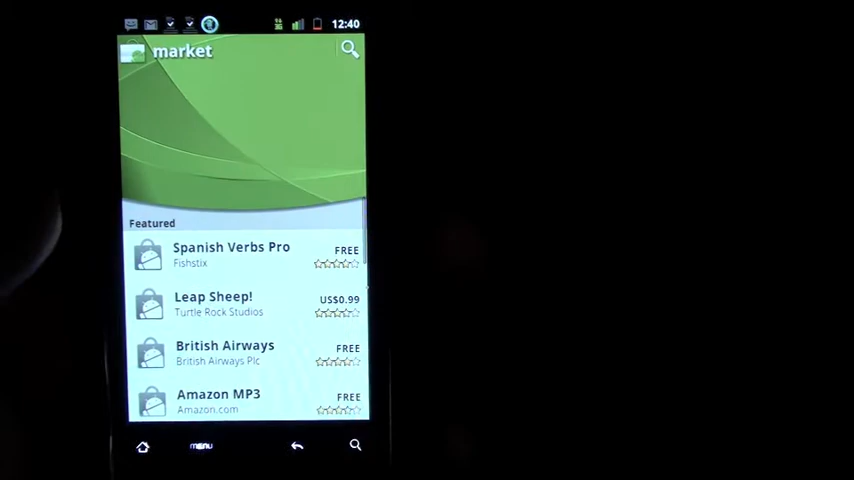 12:40
market
Featured
Spanish Verbs Pro
FREE
Fishstix
Leap Sheep!
US$0.99
Turtle Rock Studios
British Airways
FREE
British Airways Plc
Amazon MP3
FREE
Amazon.com
menu